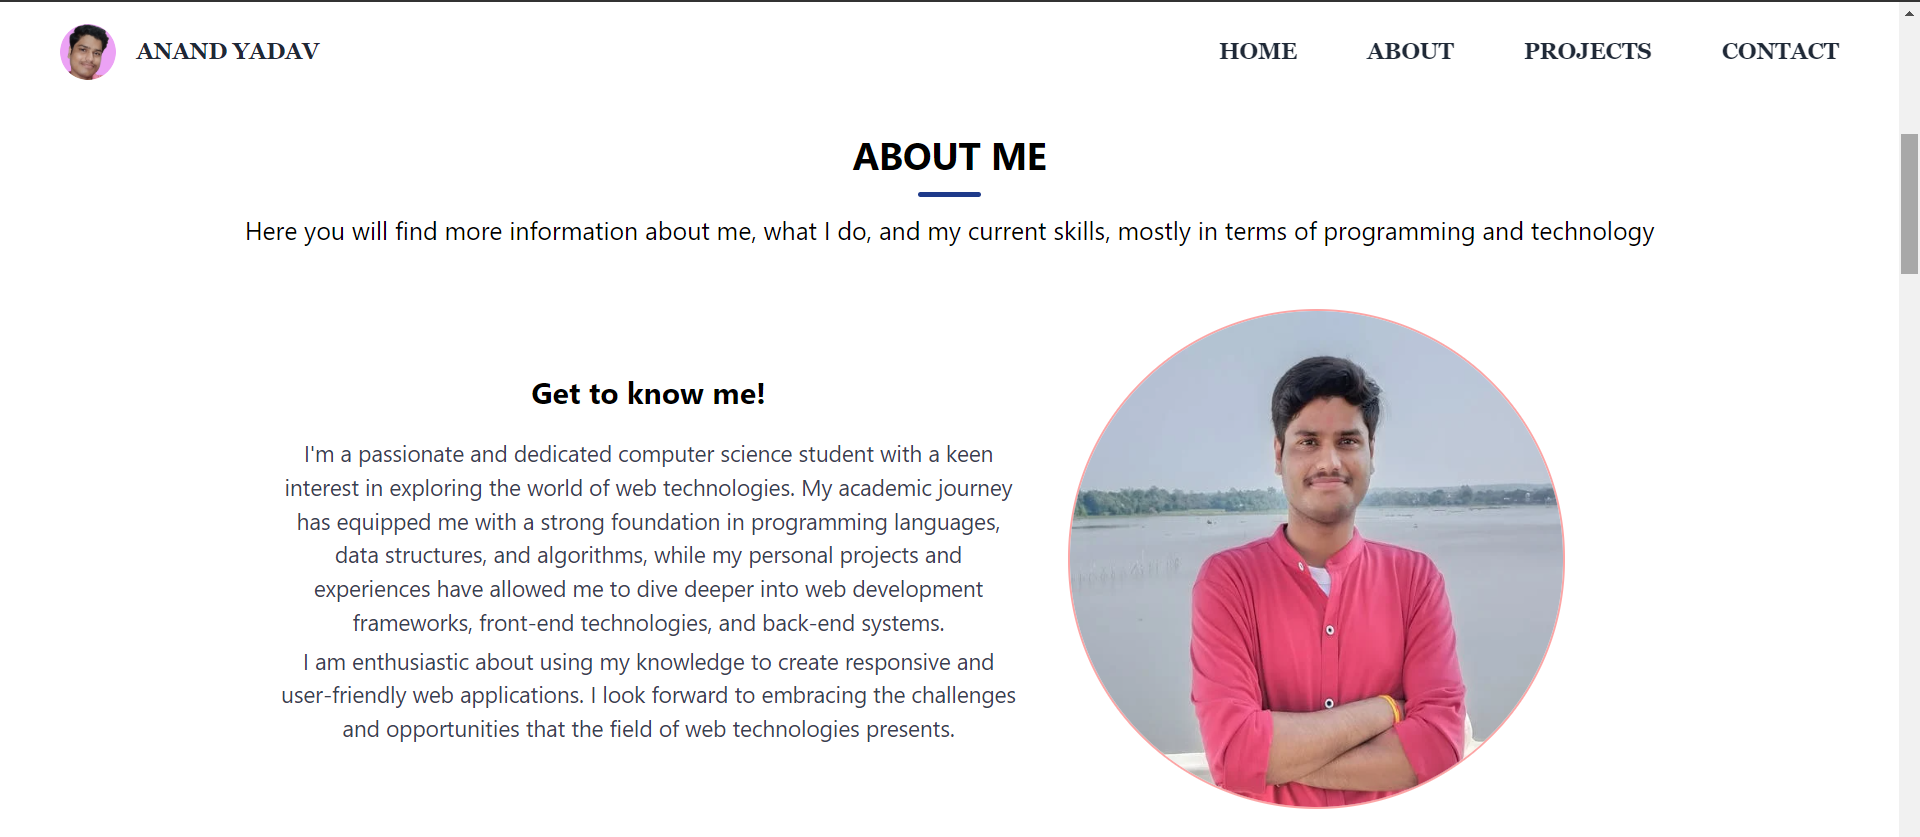 ANAND YADAV
HOME
ABOUT
PROJECTS
CONTACT
ABOUT ME
Here you will find more information about me, what I do, and my current skills, mostly in terms of programming and technology
Get to know me!
I'm a passionate and dedicated computer science student with a keen
interest in exploring the world of web technologies. My academic journey
has equipped me with a strong foundation in programming languages,
data structures, and algorithms, while my personal projects and
experiences have allowed me to dive deeper into web development
frameworks, front-end technologies, and back-end systems.
I am enthusiastic about using my knowledge to create responsive and
user-friendly web applications. I look forward to embracing the challenges
and opportunities that the field of web technologies presents.